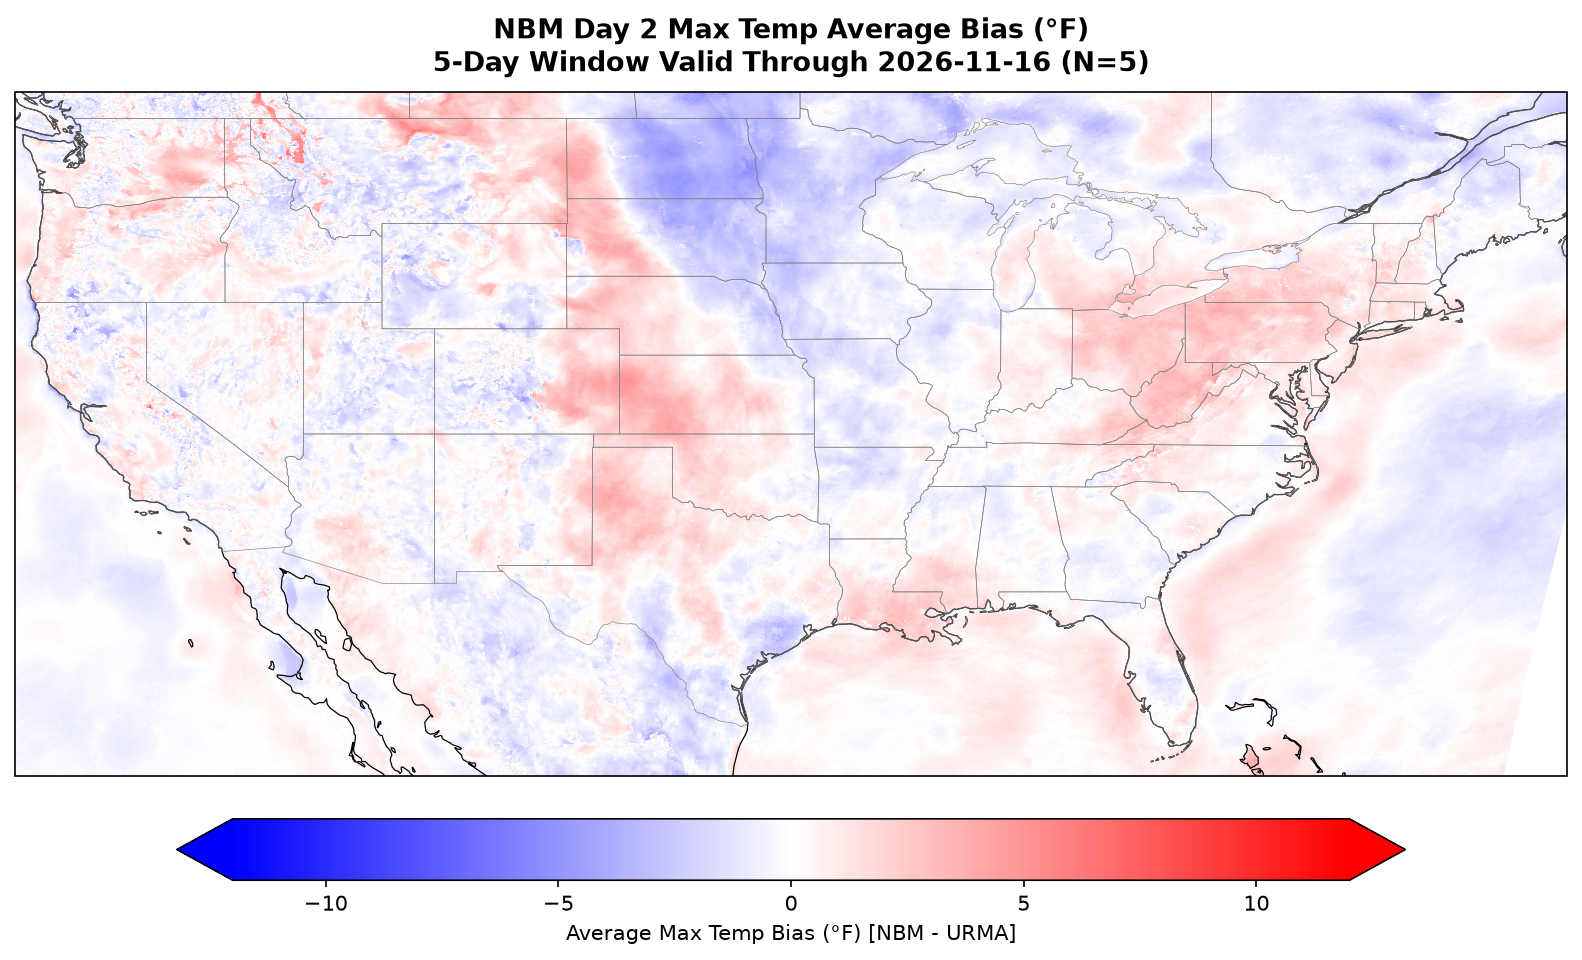 NBM Day 2 Max Temp Average Bias (°F)
5-Day Window Valid Through 2026-11-16 (N=5)
−10 −5 0 5 10
Average Max Temp Bias (°F) [NBM - URMA]